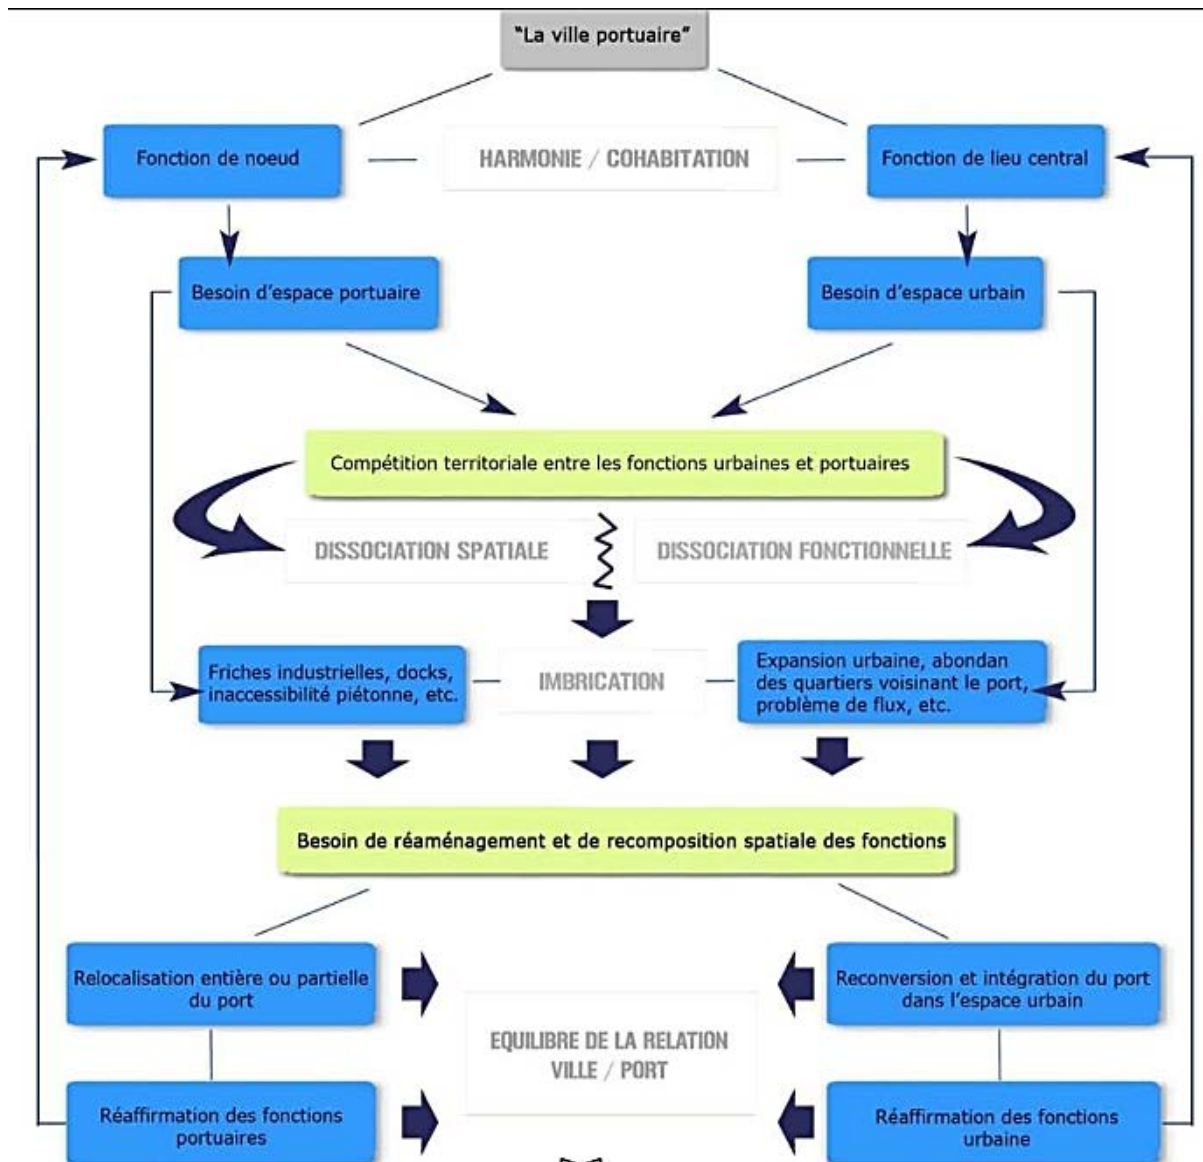 "La ville portuaire"
Fonction de noeud
HARMONIE / COHABITATION
Fonction de lieu central
Besoin d'espace portuaire
Besoin d'espace urbain
Compétition territoriale entre les fonctions urbaines et portuaires
DISSOCIATION SPATIALE
DISSOCIATION FONCTIONNELLE
Friches industrielles, docks,
inaccessibilité piétonne, etc.
IMBRICATION
Expansion urbaine, abondan
des quartiers voisinant le port,
problème de flux, etc.
Besoin de réaménagement et de recomposition spatiale des fonctions
Relocalisation entière ou partielle
du port
Reconversion et intégration du port
dans l'espace urbain
EQUILIBRE DE LA RELATION
VILLE / PORT
Réaffirmation des fonctions
portuaires
Réaffirmation des fonctions
urbaine